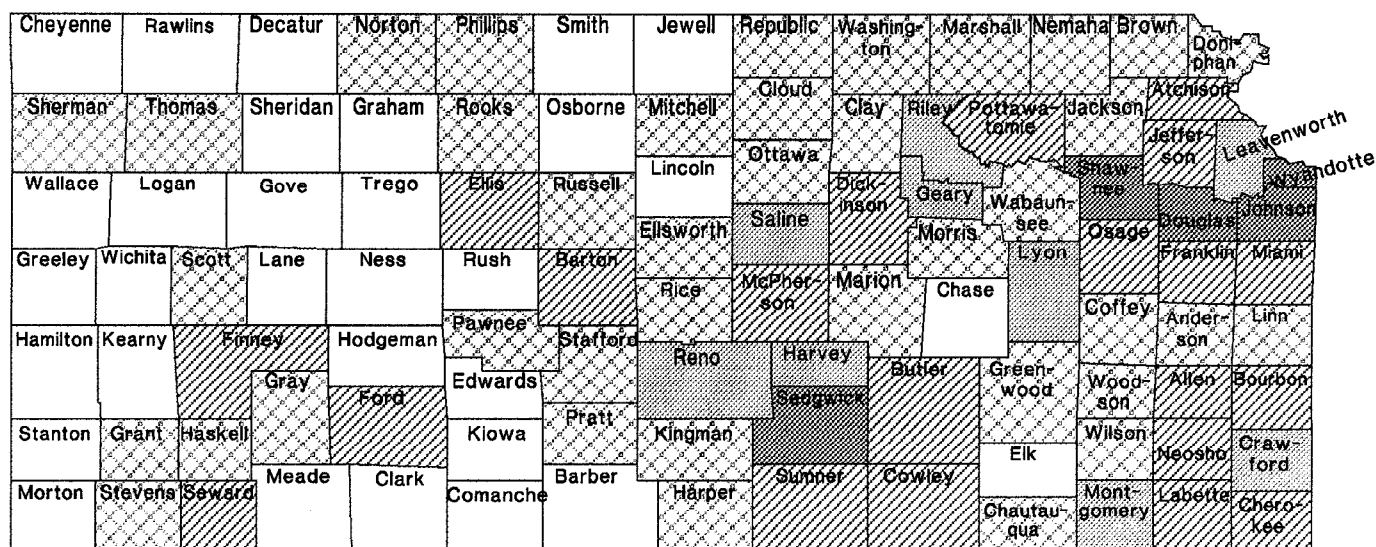 Cheyenne
Rawlins
Decatur
Norton
Phillips
Smith
Jewell
Republic
Washing-
ton
Marshall
Nemaha
Brown
Doni-
phan
Sherman
Thomas
Sheridan
Graham
Rooks
Osborne
Mitchell
Cloud
Clay
Riley
Pottawa-
tomie
Jackson
Atchison
Jeffer-
son
Leavenworth
Wyandotte
Lincoln
Ottawa
Wallace
Logan
Gove
Trego
Ellis
Russell
Ellsworth
Saline
Dick
inson
Geary
Wabaun-
see
Shaw-
nee
Douglas
Johnson
Morris
Osage
Greeley
Wichita
Scott
Lane
Ness
Rush
Barton
Rice
McPher-
son
Marion
Chase
Lyon
Franklin
Miami
Hamilton
Kearny
Finney
Hodgeman
Pawnee
Stafford
Reno
Harvey
Butler
Green-
wood
Coffey
Ander-
son
Linn
Gray
Ford
Edwards
Pratt
Sedgwick
Wood-
son
Allen
Bourbon
Stanton
Grant
Haskell
Kiowa
Kingman
Elk
Wilson
Neosho
Craw-
ford
Morton
Stevens
Seward
Meade
Clark
Comanche
Barber
Harper
Sumner
Cowley
Chautau-
qua
Mont-
gomery
Labette
Chero-
kee